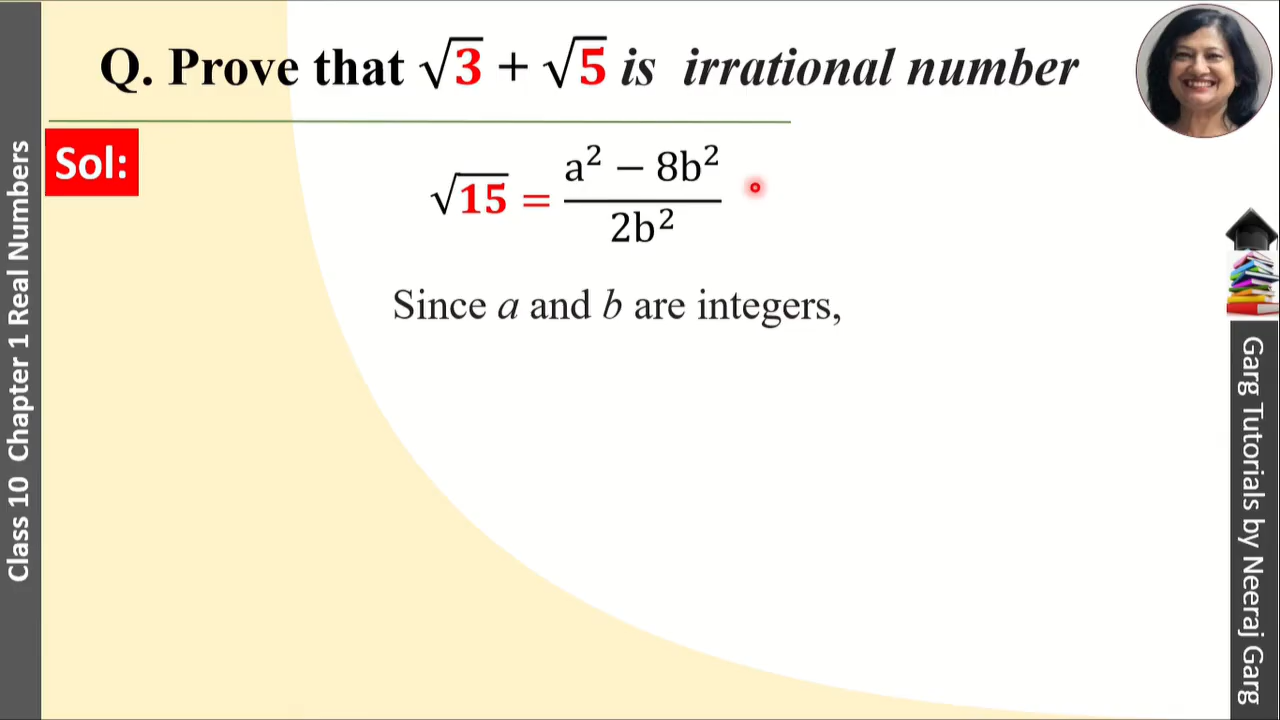 Q. Prove that √3 + √5 is irrational number
Sol:
√15 = (a² − 8b²)/(2b²)
Since a and b are integers,
Class 10 Chapter 1 Real Numbers
Garg Tutorials by Neeraj Garg